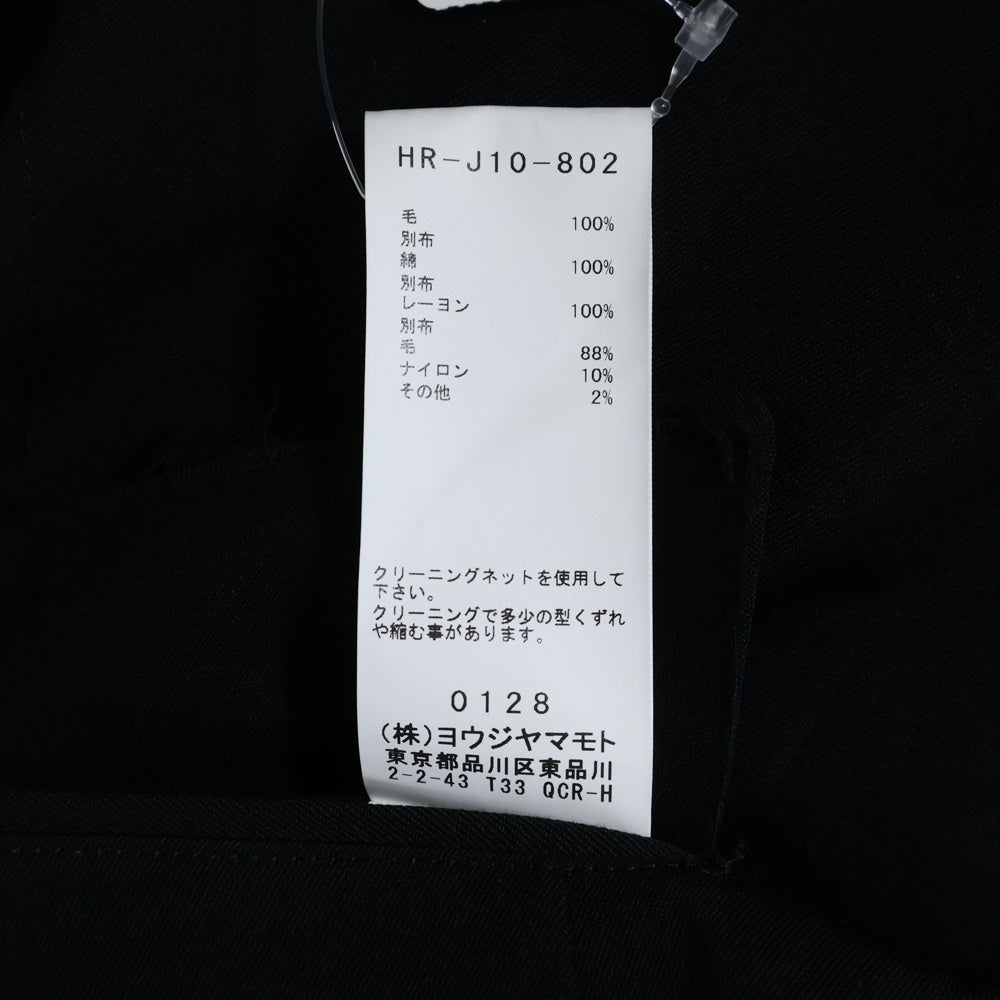 HR-J10-802
毛 100%
別布
綿 100%
別布
レーヨン 100%
別布
毛 88%
ナイロン 10%
その他 2%
クリーニングネットを使用して
下さい。
クリーニングで多少の型くずれ
や縮む事があります。
0128
(株)ヨウジヤマモト
東京都品川区東品川
2-2-43 T33 QCR-H